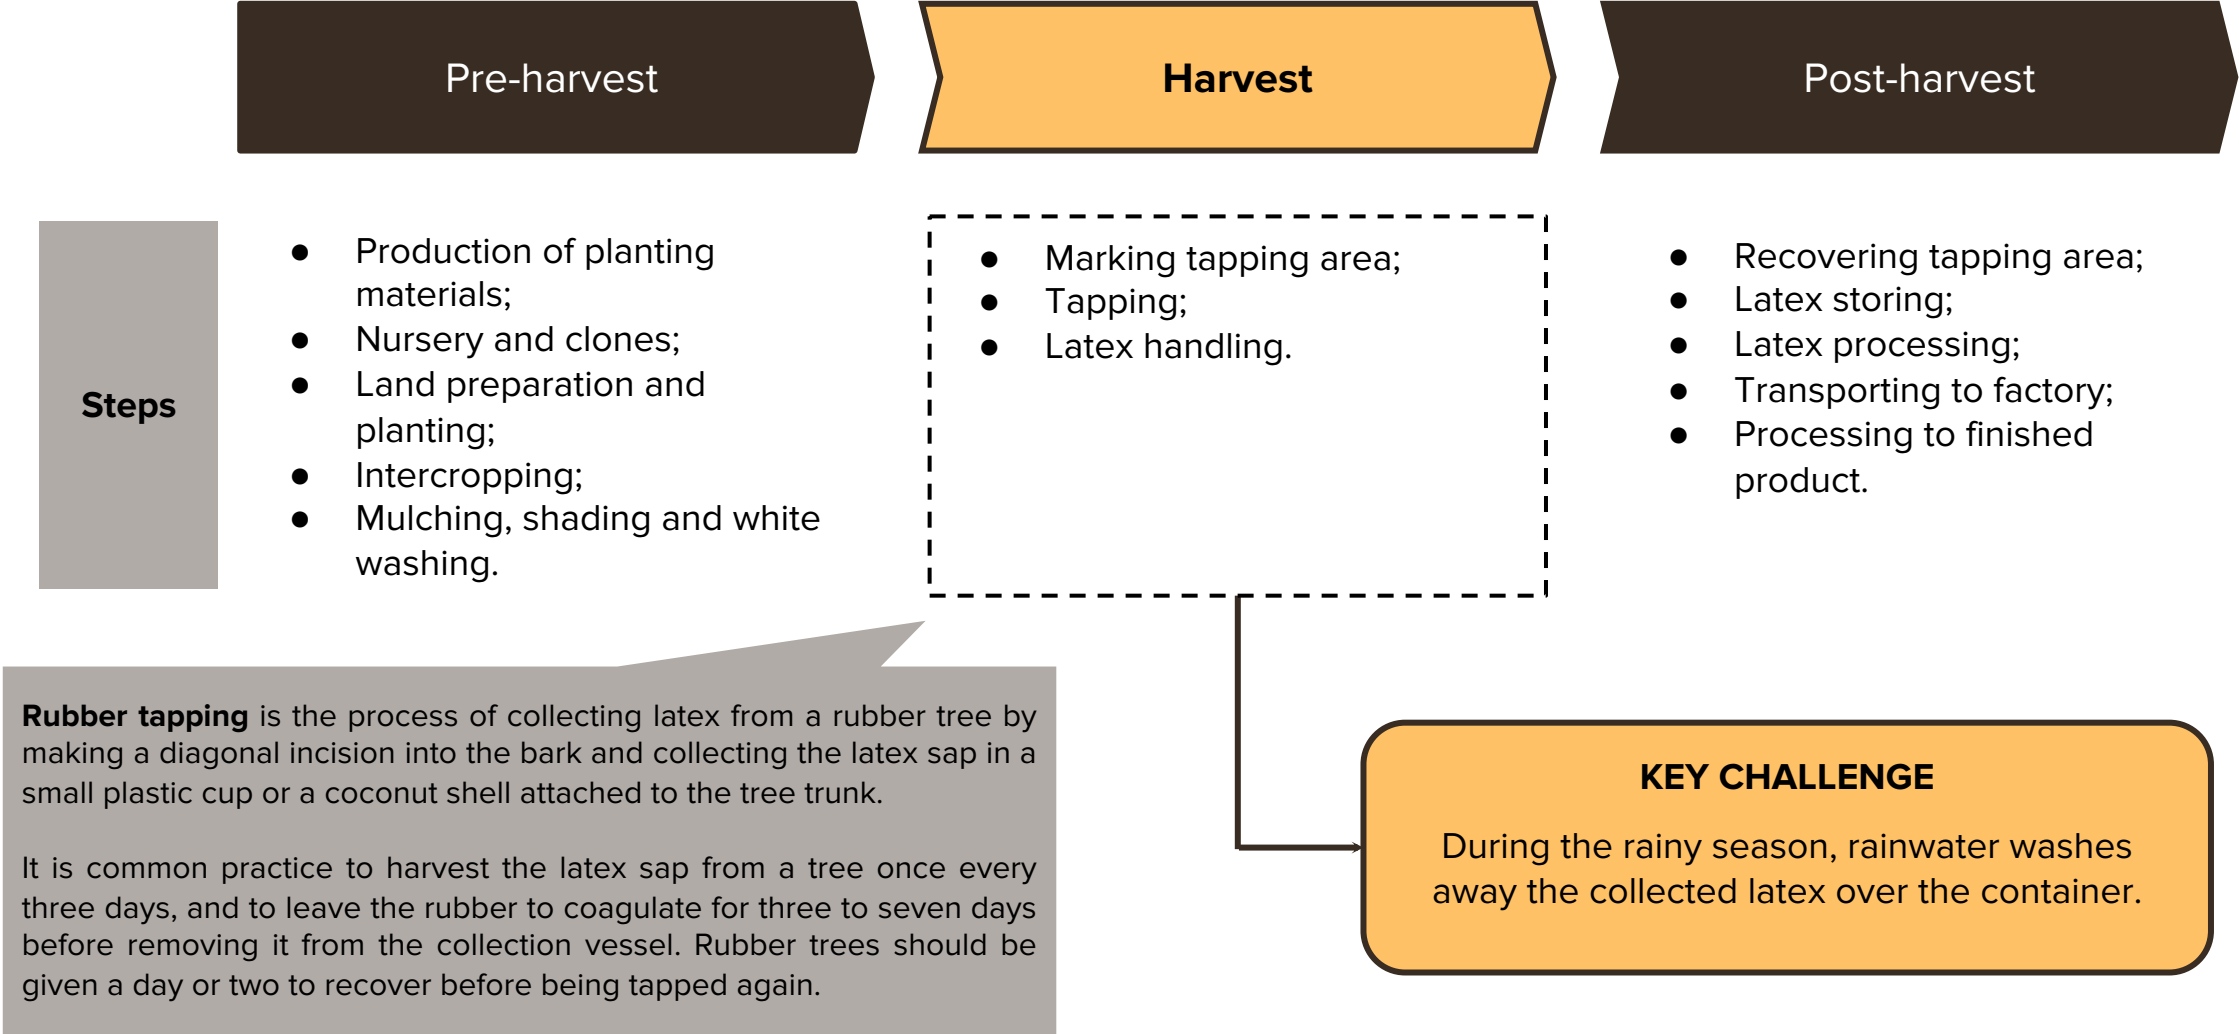 Pre-harvest
Harvest
Post-harvest
Steps
● Production of planting
materials;
● Nursery and clones;
● Land preparation and
planting;
● Intercropping;
● Mulching, shading and white
washing.
● Marking tapping area;
● Tapping;
● Latex handling.
● Recovering tapping area;
● Latex storing;
● Latex processing;
● Transporting to factory;
● Processing to finished
product.
Rubber tapping is the process of collecting latex from a rubber tree by
making a diagonal incision into the bark and collecting the latex sap in a
small plastic cup or a coconut shell attached to the tree trunk.
It is common practice to harvest the latex sap from a tree once every
three days, and to leave the rubber to coagulate for three to seven days
before removing it from the collection vessel. Rubber trees should be
given a day or two to recover before being tapped again.
KEY CHALLENGE
During the rainy season, rainwater washes
away the collected latex over the container.